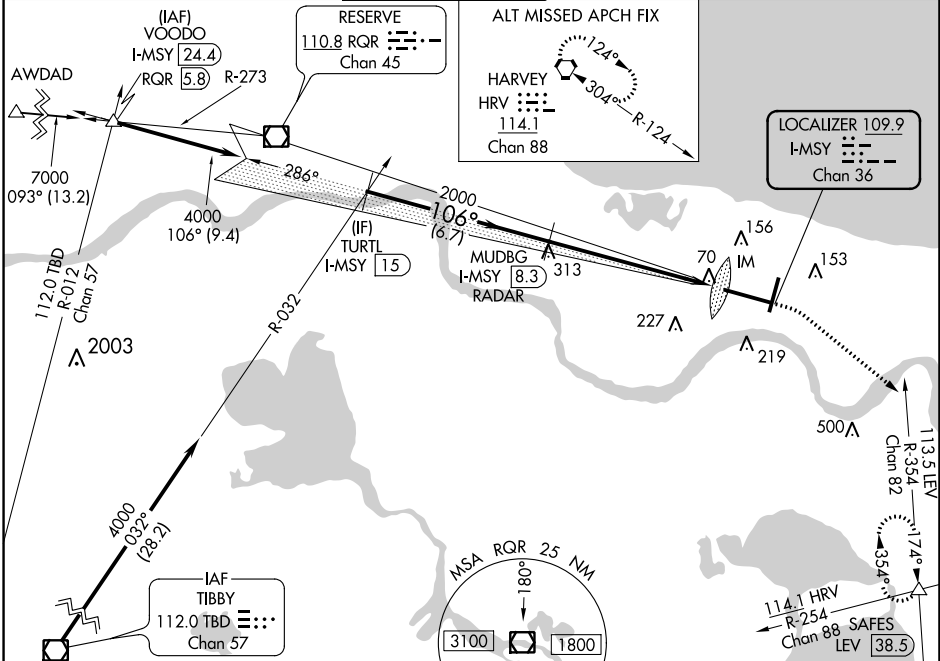 (IAF)
VOODO
I-MSY 24.4
RQR 5.8
AWDAD
R-273
RESERVE
110.8 RQR
Chan 45
ALT MISSED APCH FIX
124°
HARVEY
HRV
114.1
Chan 88
304°
R-124
LOCALIZER 109.9
I-MSY
Chan 36
7000
093° (13.2)
4000
106° (9.4)
286°
2000
106°
(6.7)
(IF)
TURTL
I-MSY 15
MUDBG
I-MSY 8.3
RADAR
313
70
IM
156
153
227
219
500
112.0 TBD
R-012
Chan 57
2003
R-032
4000
032°
(28.2)
IAF
TIBBY
112.0 TBD
Chan 57
MSA RQR 25 NM
180°
3100
1800
113.5 LEV
R-354
Chan 82
174°
354°
114.1 HRV
R-254
Chan 88
SAFES
LEV 38.5